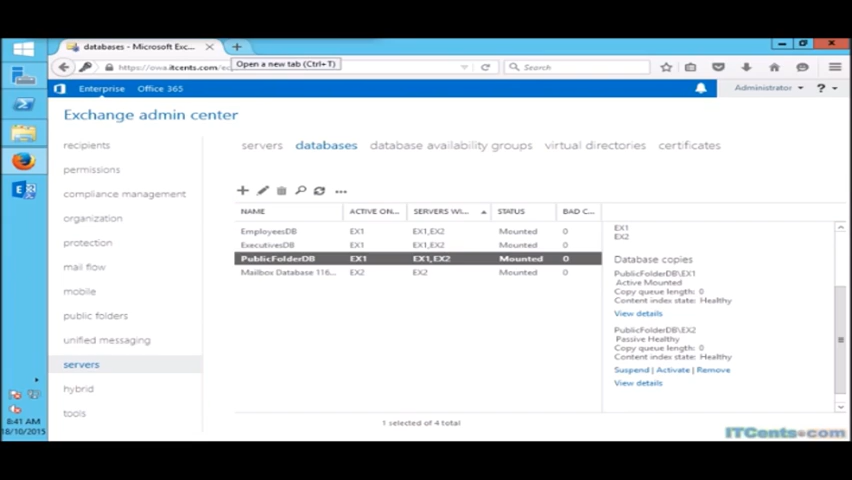 databases - Microsoft Exc...
Open a new tab (Ctrl+T)
https://owa.itcents.com/ec
Search
Enterprise Office 365
Administrator ?
Exchange admin center
recipients
permissions
compliance management
organization
protection
mail flow
mobile
public folders
unified messaging
servers
hybrid
tools
servers databases database availability groups virtual directories certificates
NAME ACTIVE ON... SERVERS WI... STATUS BAD C...
EmployeesDB EX1 EX1,EX2 Mounted 0
ExecutivesDB EX1 EX1,EX2 Mounted 0
PublicFolderDB EX1 EX1,EX2 Mounted 0
Mailbox Database 116... EX2 EX2 Mounted 0
1 selected of 4 total
EX1
EX2
Database copies
PublicFolderDB\EX1
Active Mounted
Copy queue length: 0
Content index state: Healthy
View details
PublicFolderDB\EX2
Passive Healthy
Copy queue length: 0
Content index state: Healthy
Suspend | Activate | Remove
View details
8:41 AM
18/10/2015
ITCents.com